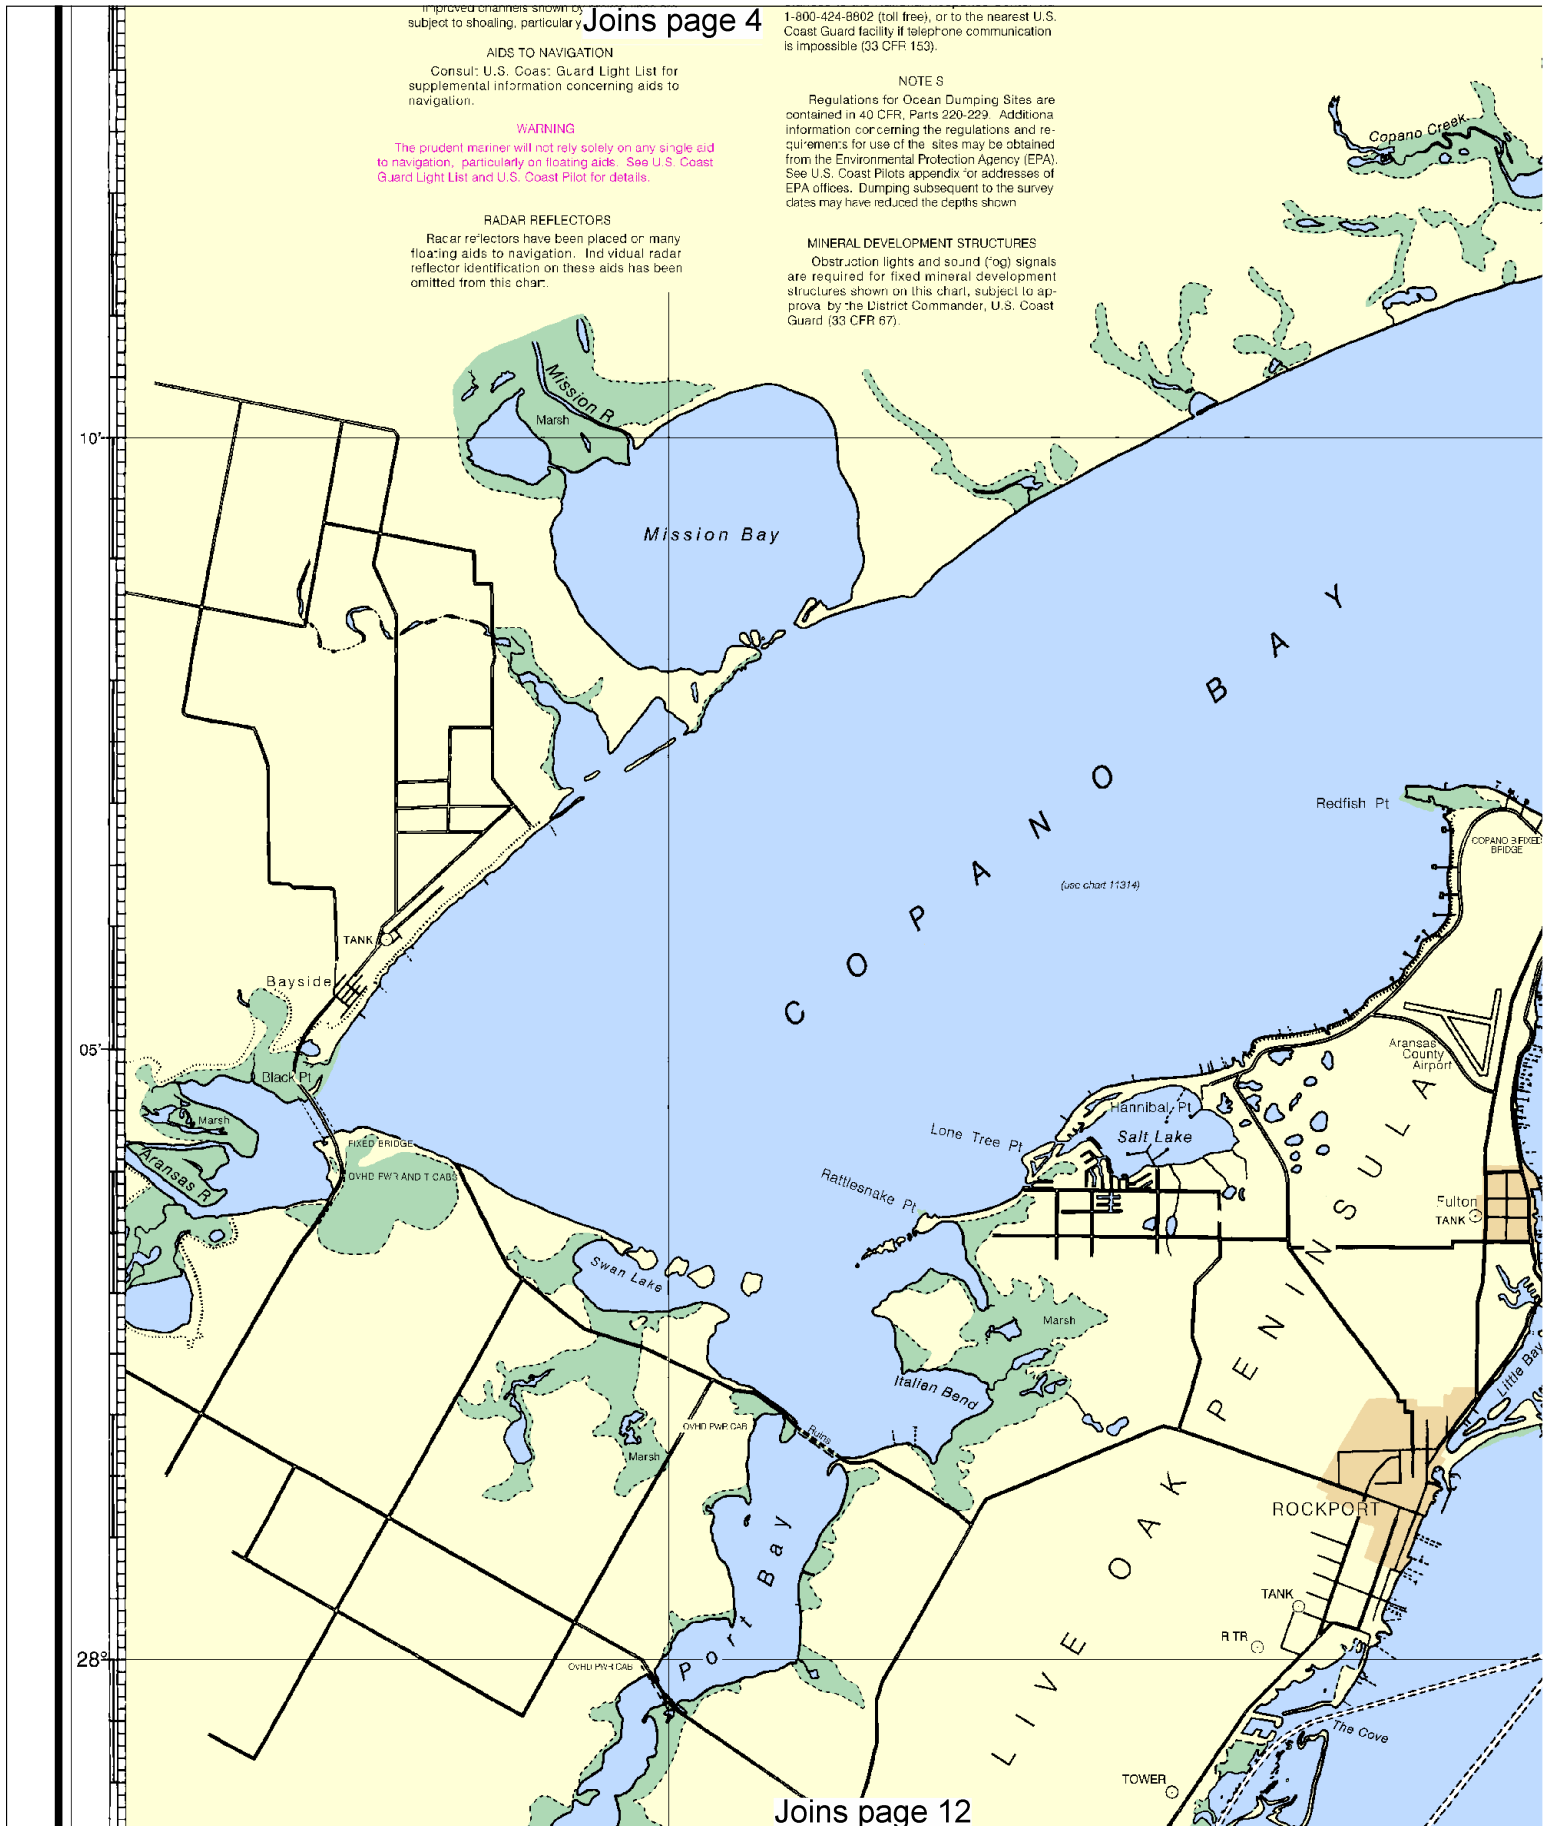 subject to shoaling, particular y
Joins page 4
AIDS TO NAVIGATION
Consult U.S. Coast Guard Light List for
supplemental information concerning aids to
navigation.
WARNING
The prudent mariner will not rely solely on any single aid
to navigation, particularly on floating aids. See U.S. Coast
Guard Light List and U.S. Coast Pilot for details.
RADAR REFLECTORS
Radar reflectors have been placed on many
floating aids to navigation. Individual radar
reflector identification on these aids has been
omitted from this chart.
1-800-424-8802 (toll free), or to the nearest U.S.
Coast Guard facility if telephone communication
is impossible (33 CFR 153).
NOTE S
Regulations for Ocean Dumping Sites are
contained in 40 CFR, Parts 220-229. Additiona
information concerning the regulations and re-
quirements for use of the sites may be obtained
from the Environmental Protection Agency (EPA).
See U.S. Coast Pilots appendix for addresses of
EPA offices. Dumping subsequent to the survey
dates may have reduced the depths shown
MINERAL DEVELOPMENT STRUCTURES
Obstruction lights and sound (fog) signals
are required for fixed mineral development
structures shown on this chart, subject to ap-
proval by the District Commander, U.S. Coast
Guard (33 CFR 67).
Copano Creek
Mission R
Marsh
10'
Mission Bay
COPANO BAY
Redfish Pt
COPANO B FIXED
BRIDGE
(use chart 11314)
TANK
Bayside
05'
Black Pt
Marsh
Aransas R
FIXED BRIDGE
OVHD PWR AND T CABS
Aransas
County
Airport
Hannibal Pt
Salt Lake
Lone Tree Pt
Rattlesnake Pt
Fulton
TANK
Swan Lake
Marsh
Italian Bend
Little Bay
OVHD PWR CAB
Ruins
Marsh
ROCKPORT
Port Bay
LIVE OAK PENINSULA
TANK
R TR
28°
OVHD PWR CAB
The Cove
TOWER
Joins page 12